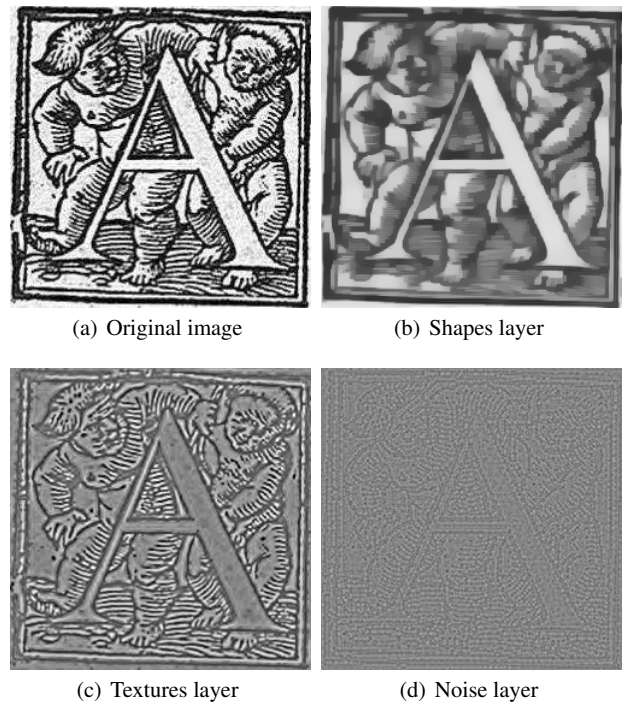 A
A
(a) Original image
(b) Shapes layer
A
A
(c) Textures layer
(d) Noise layer